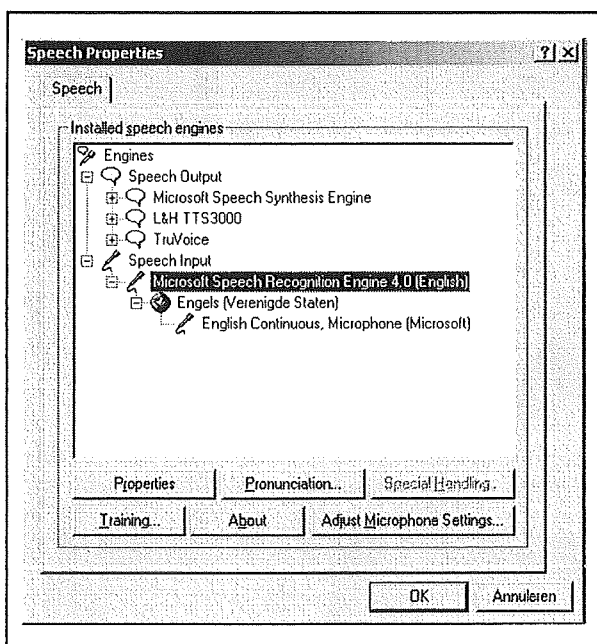 Speech Properties
Speech
Installed speech engines
Engines
Speech Output
Microsoft Speech Synthesis Engine
L&H TTS3000
TruVoice
Speech Input
Microsoft Speech Recognition Engine 4.0 (English)
Engels (Verenigde Staten)
English Continuous, Microphone (Microsoft)
Properties Pronunciation... Special Handling...
Training... About Adjust Microphone Settings...
OK Annuleren